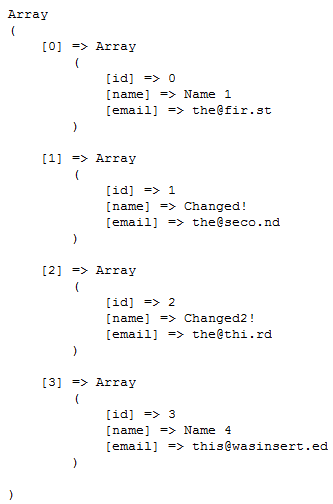 Array
(
    [0] => Array
        (
            [id] => 0
            [name] => Name 1
            [email] => the@fir.st
        )

    [1] => Array
        (
            [id] => 1
            [name] => Changed!
            [email] => the@seco.nd
        )

    [2] => Array
        (
            [id] => 2
            [name] => Changed2!
            [email] => the@thi.rd
        )

    [3] => Array
        (
            [id] => 3
            [name] => Name 4
            [email] => this@wasinsert.ed
        )

)